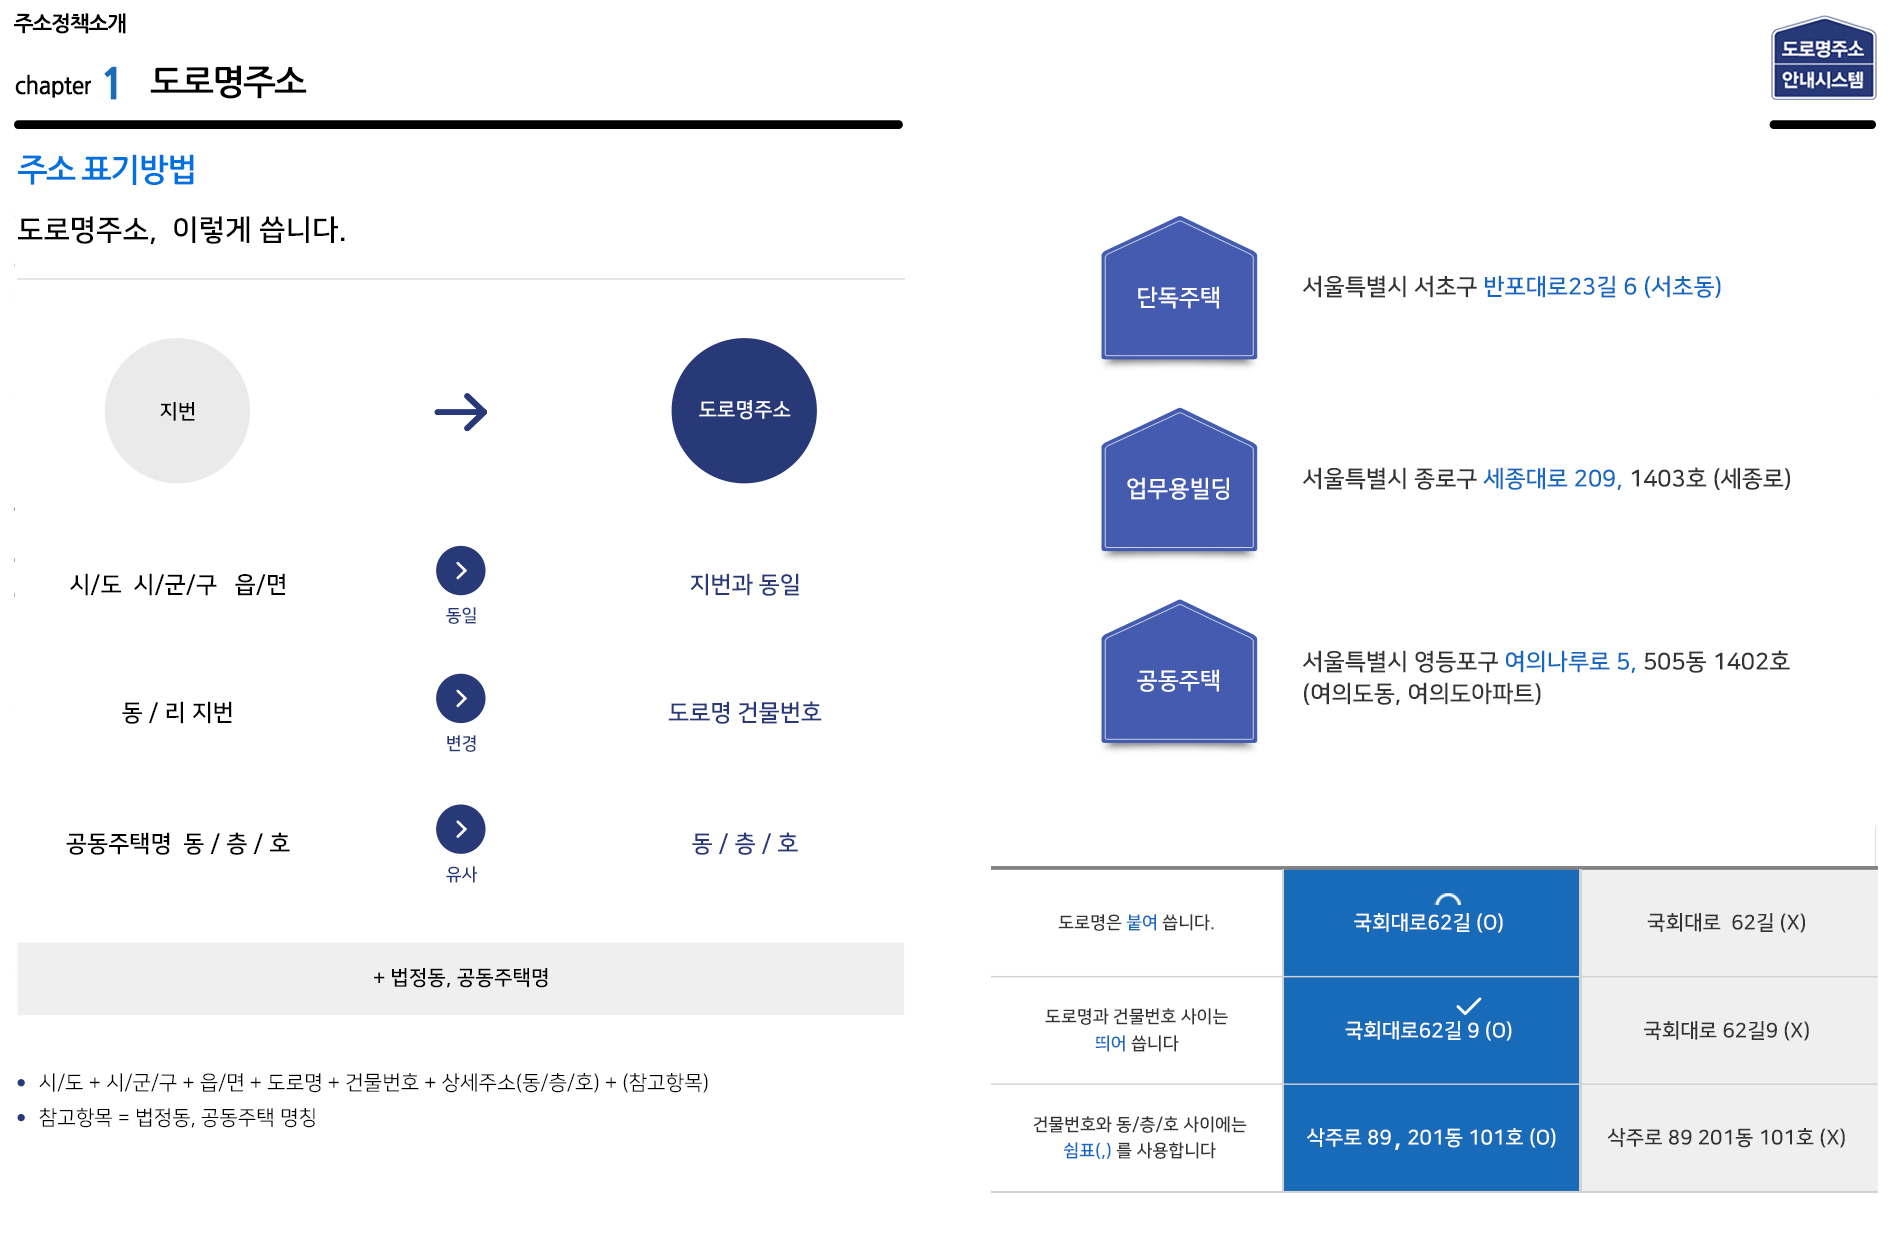 주소정책소개
chapter 1 도로명주소
도로명주소
안내시스템
주소 표기방법
도로명주소, 이렇게 씁니다.
지번
도로명주소
시/도 시/군/구 읍/면
동일
지번과 동일
동 / 리 지번
변경
도로명 건물번호
공동주택명 동 / 층 / 호
유사
동 / 층 / 호
+ 법정동, 공동주택명
• 시/도 + 시/군/구 + 읍/면 + 도로명 + 건물번호 + 상세주소(동/층/호) + (참고항목)
• 참고항목 = 법정동, 공동주택 명칭
단독주택
서울특별시 서초구 반포대로23길 6 (서초동)
업무용빌딩
서울특별시 종로구 세종대로 209, 1403호 (세종로)
공동주택
서울특별시 영등포구 여의나루로 5, 505동 1402호
(여의도동, 여의도아파트)
도로명은 붙여 씁니다.
국회대로62길 (O)
국회대로 62길 (X)
도로명과 건물번호 사이는
띄어 씁니다
국회대로62길 9 (O)
국회대로 62길9 (X)
건물번호와 동/층/호 사이에는
쉼표(,) 를 사용합니다
삭주로 89, 201동 101호 (O)
삭주로 89 201동 101호 (X)